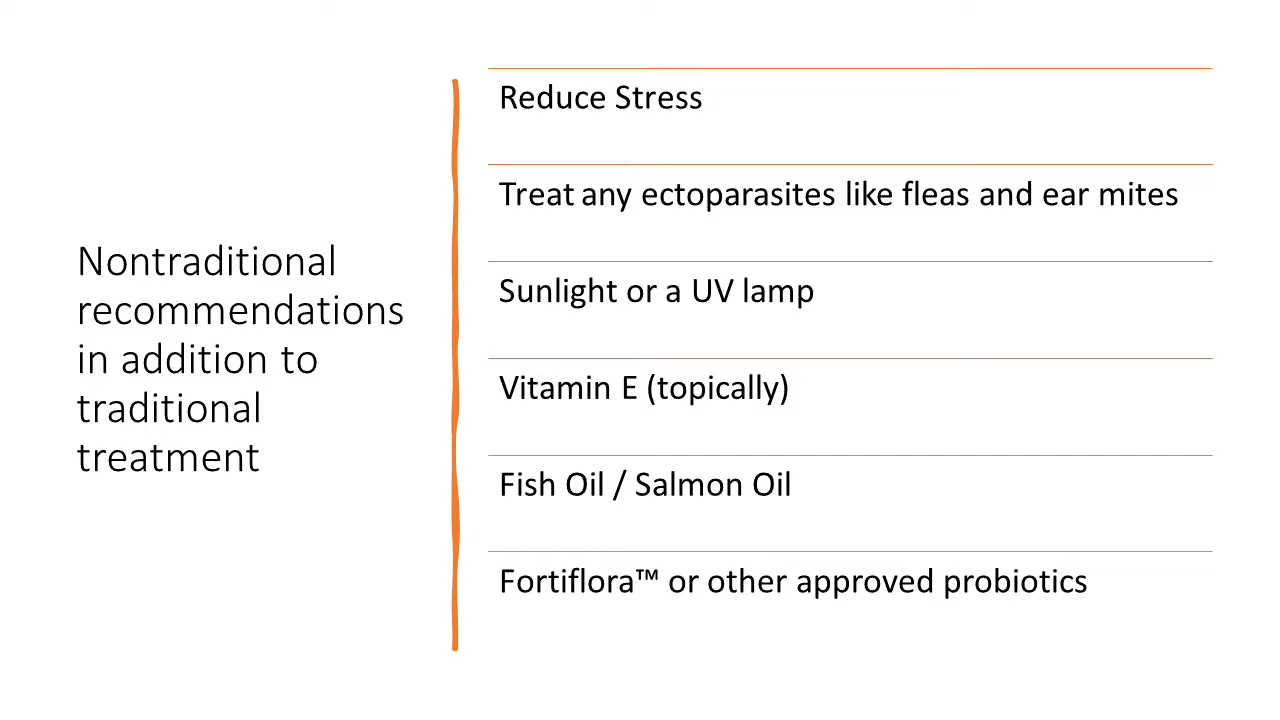 Nontraditional
recommendations
in addition to
traditional
treatment
Reduce Stress
Treat any ectoparasites like fleas and ear mites
Sunlight or a UV lamp
Vitamin E (topically)
Fish Oil / Salmon Oil
Fortiflora™ or other approved probiotics